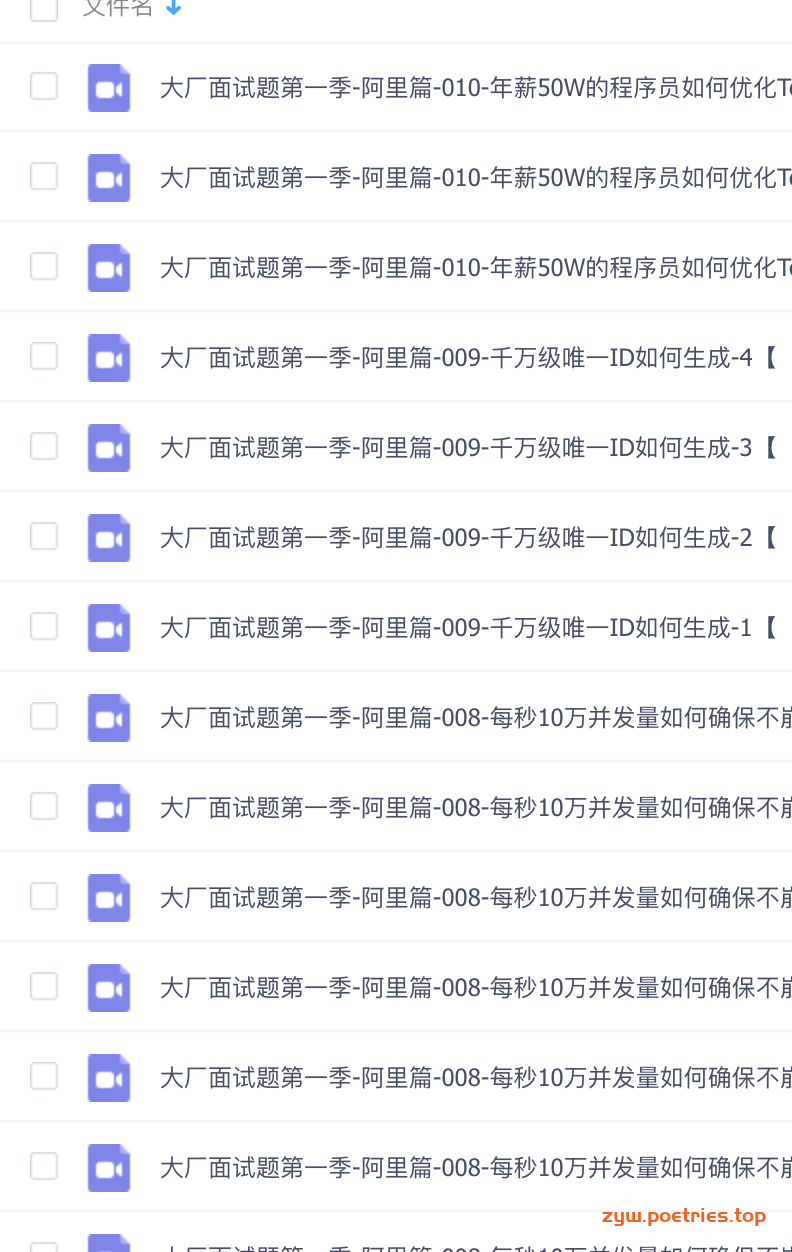 文件名
大厂面试题第一季-阿里篇-010-年薪50W的程序员如何优化To
大厂面试题第一季-阿里篇-010-年薪50W的程序员如何优化To
大厂面试题第一季-阿里篇-010-年薪50W的程序员如何优化To
大厂面试题第一季-阿里篇-009-千万级唯一ID如何生成-4【
大厂面试题第一季-阿里篇-009-千万级唯一ID如何生成-3【
大厂面试题第一季-阿里篇-009-千万级唯一ID如何生成-2【
大厂面试题第一季-阿里篇-009-千万级唯一ID如何生成-1【
大厂面试题第一季-阿里篇-008-每秒10万并发量如何确保不崩
大厂面试题第一季-阿里篇-008-每秒10万并发量如何确保不崩
大厂面试题第一季-阿里篇-008-每秒10万并发量如何确保不崩
大厂面试题第一季-阿里篇-008-每秒10万并发量如何确保不崩
大厂面试题第一季-阿里篇-008-每秒10万并发量如何确保不崩
大厂面试题第一季-阿里篇-008-每秒10万并发量如何确保不崩
zyw.poetries.top